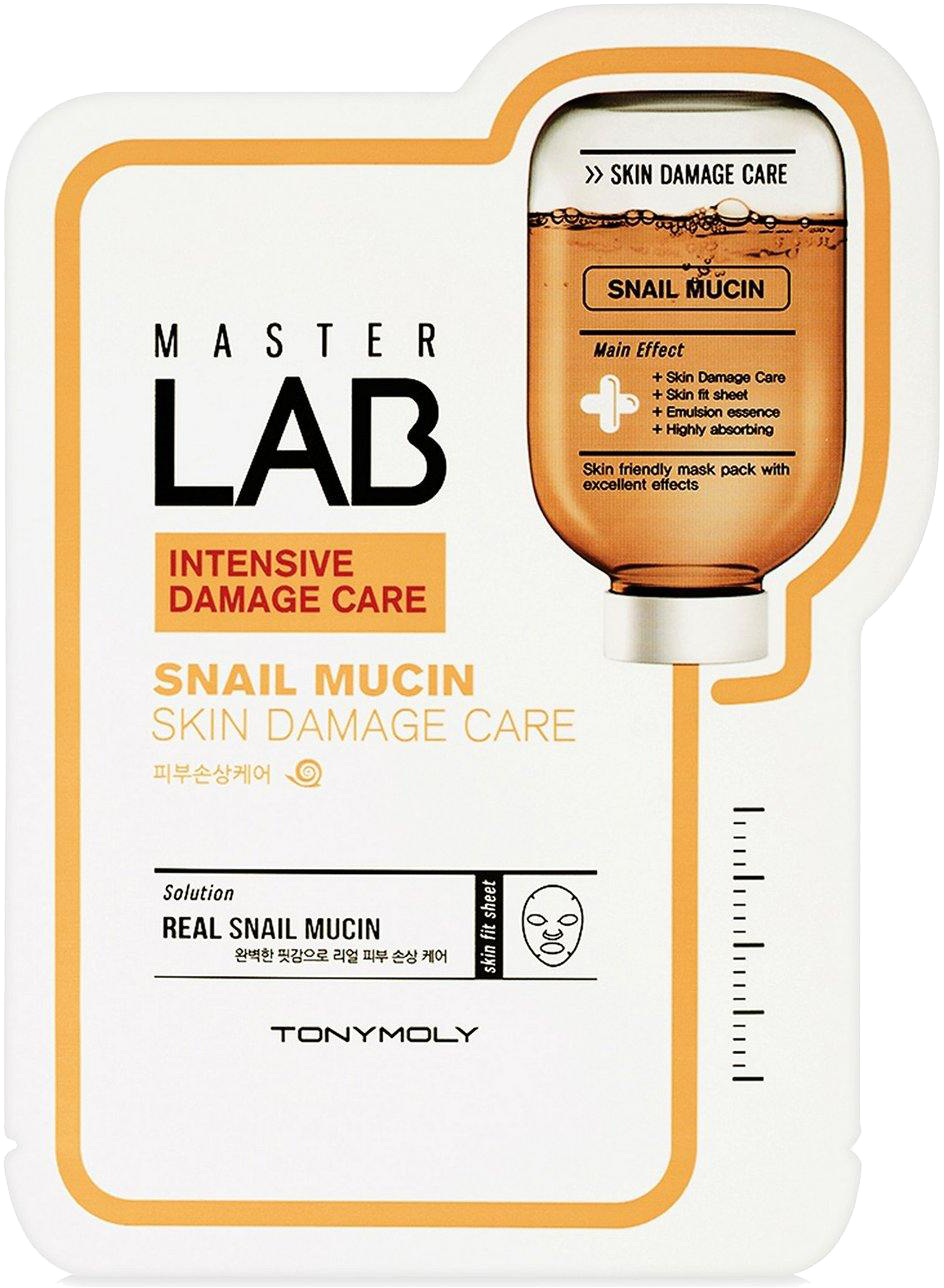 >> SKIN DAMAGE CARE
SNAIL MUCIN
Main Effect
+ Skin Damage Care
+ Skin fit sheet
+ Emulsion essence
+ Highly absorbing
Skin friendly mask pack with
excellent effects
MASTER
LAB
INTENSIVE
DAMAGE CARE
SNAIL MUCIN
SKIN DAMAGE CARE
피부손상케어
Solution
REAL SNAIL MUCIN
완벽한 핏감으로 리얼 피부 손상 케어
skin fit sheet
TONYMOLY